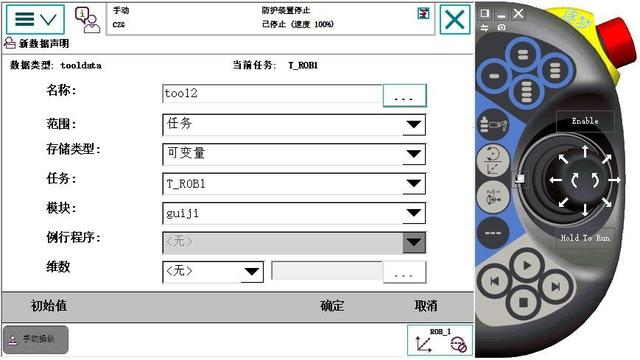 手动
CZG
防护装置停止
已停止 (速度 100%)
新数据声明
数据类型: tooldata
当前任务: T_ROB1
名称:
tool2
...
范围:
任务
存储类型:
可变量
任务:
T_ROB1
模块:
guiji
例行程序:
<无>
维数
<无>
...
初始值
确定
取消
手动操纵
ROB_1
Enable
Hold To Run